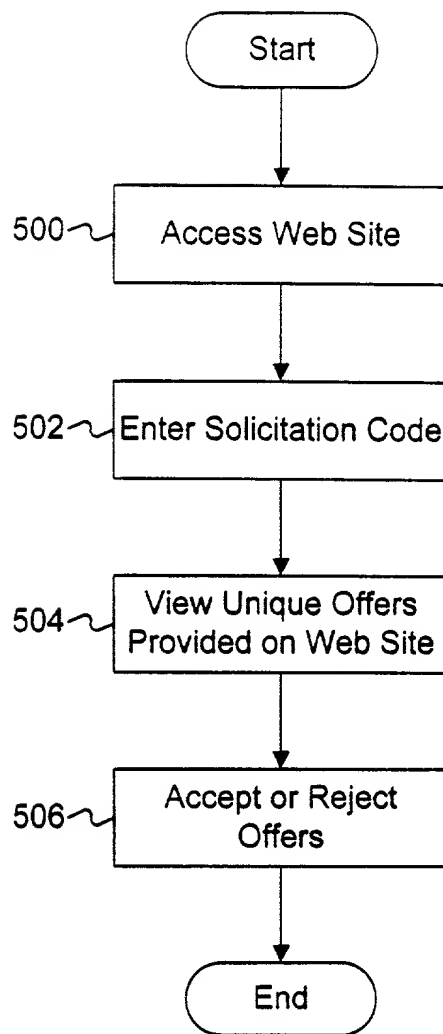 Start
500
Access Web Site
502
Enter Solicitation Code
504
View Unique Offers
Provided on Web Site
506
Accept or Reject
Offers
End